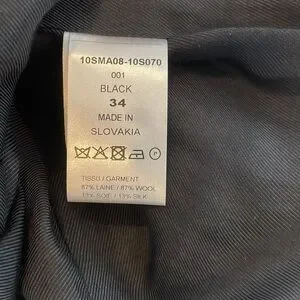 10SMA08-10S070
001
BLACK
34
MADE IN
SLOVAKIA
P
TISSU / GARMENT
87% LAINE / 87% WOOL
13% SOIE / 13% SILK